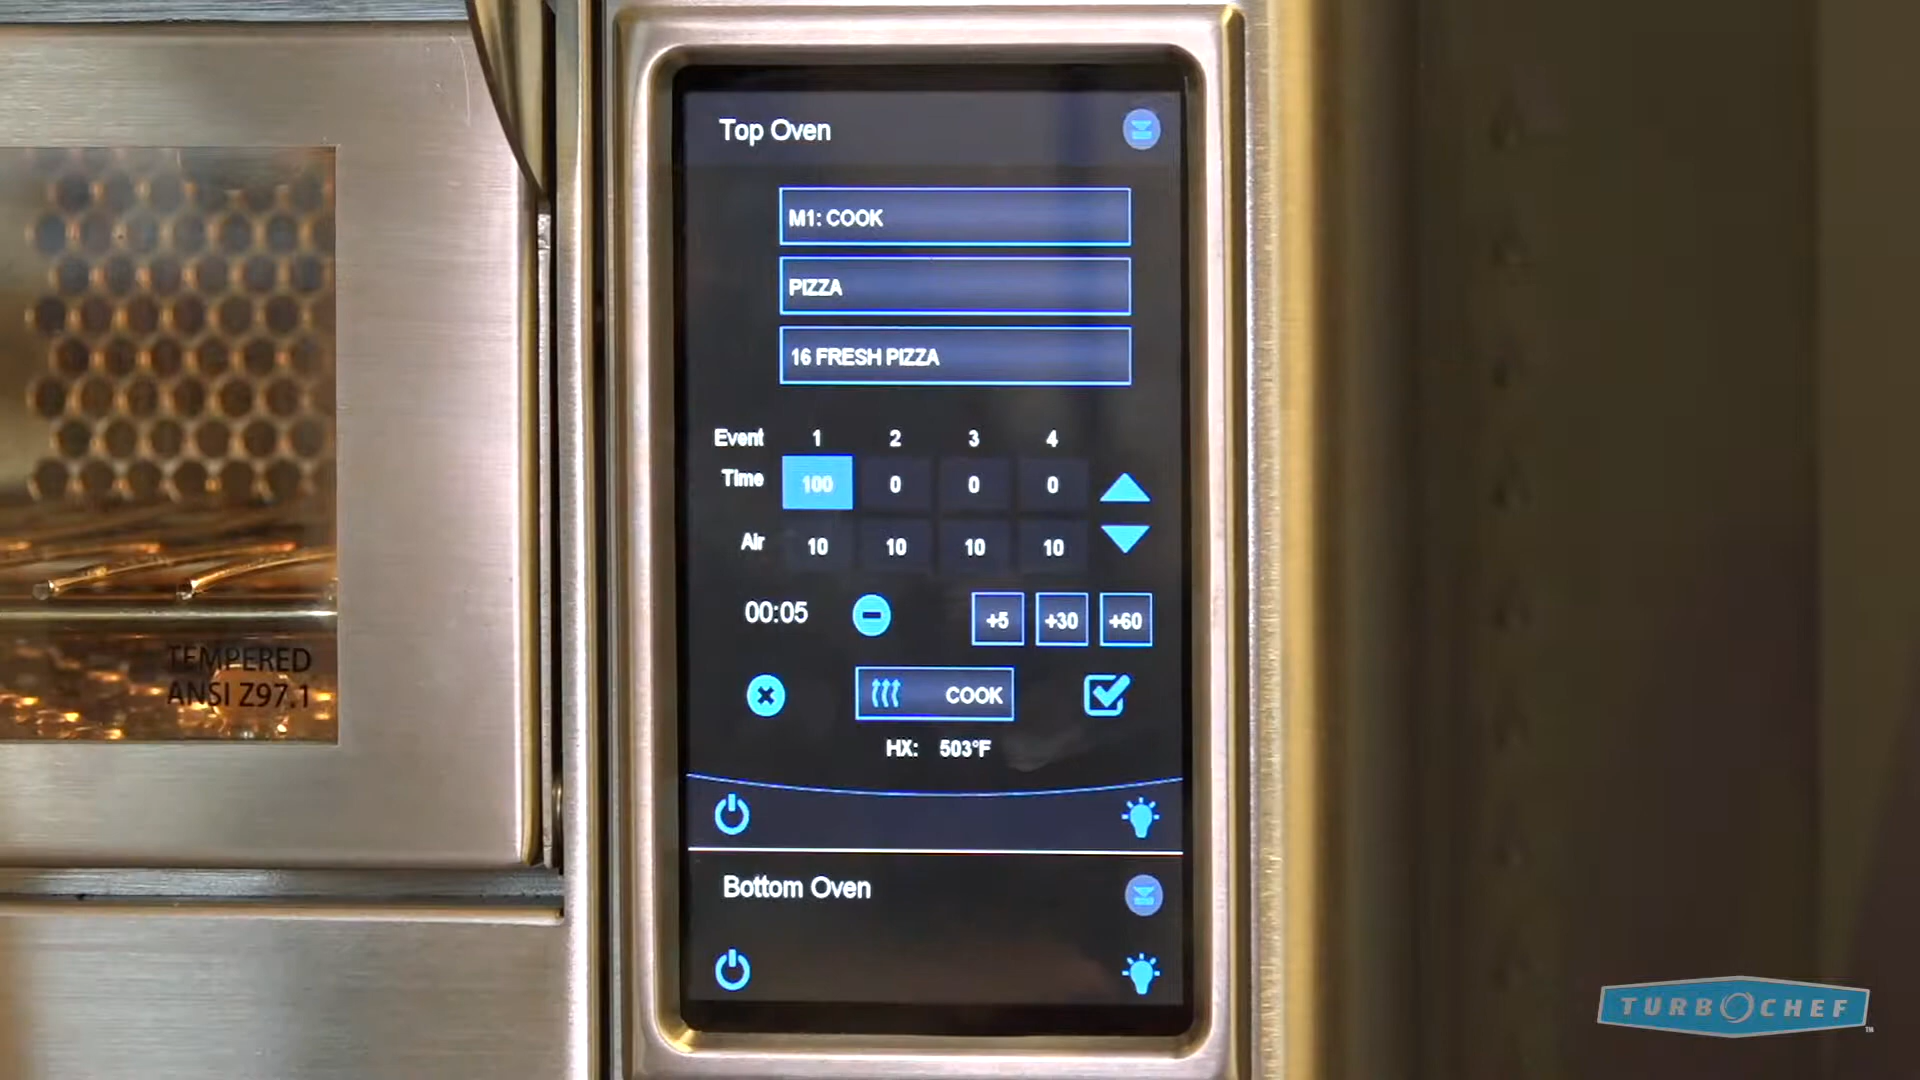 Top Oven
M1: COOK
PIZZA
16 FRESH PIZZA
Event 1 2 3 4
Time 100 0 0 0
Air 10 10 10 10
00:05 +5 +30 +60
COOK
HX: 503°F
Bottom Oven
TEMPERED
ANSI Z97.1
TURBOCHEF™